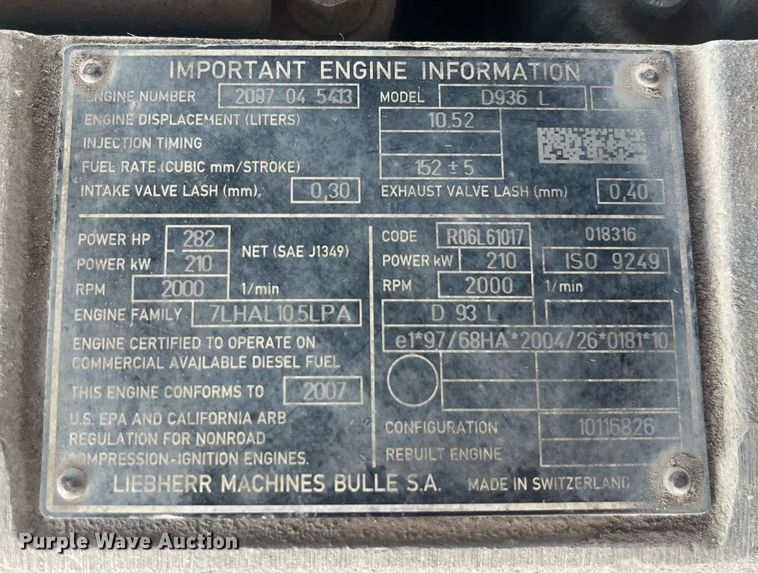 IMPORTANT ENGINE INFORMATION
ENGINE NUMBER 2007 04 5413 MODEL D936 L -
ENGINE DISPLACEMENT (LITERS) 10.52
INJECTION TIMING -
FUEL RATE (CUBIC mm/STROKE) 152 ± 5
INTAKE VALVE LASH (mm) 0,30 EXHAUST VALVE LASH (mm) 0,40
POWER HP 282 NET (SAE J1349)
POWER kW 210
RPM 2000 1/min
ENGINE FAMILY 7LHAL10.5LPA
ENGINE CERTIFIED TO OPERATE ON
COMMERCIAL AVAILABLE DIESEL FUEL
THIS ENGINE CONFORMS TO 2007
U.S. EPA AND CALIFORNIA ARB
REGULATION FOR NONROAD
COMPRESSION-IGNITION ENGINES.
CODE R06L61017 018316
POWER kW 210 ISO 9249
RPM 2000 1/min
D 93 L
e1*97/68HA*2004/26*0181*10
CONFIGURATION 10116826
REBUILT ENGINE
LIEBHERR MACHINES BULLE S.A. MADE IN SWITZERLAND
Purple Wave Auction